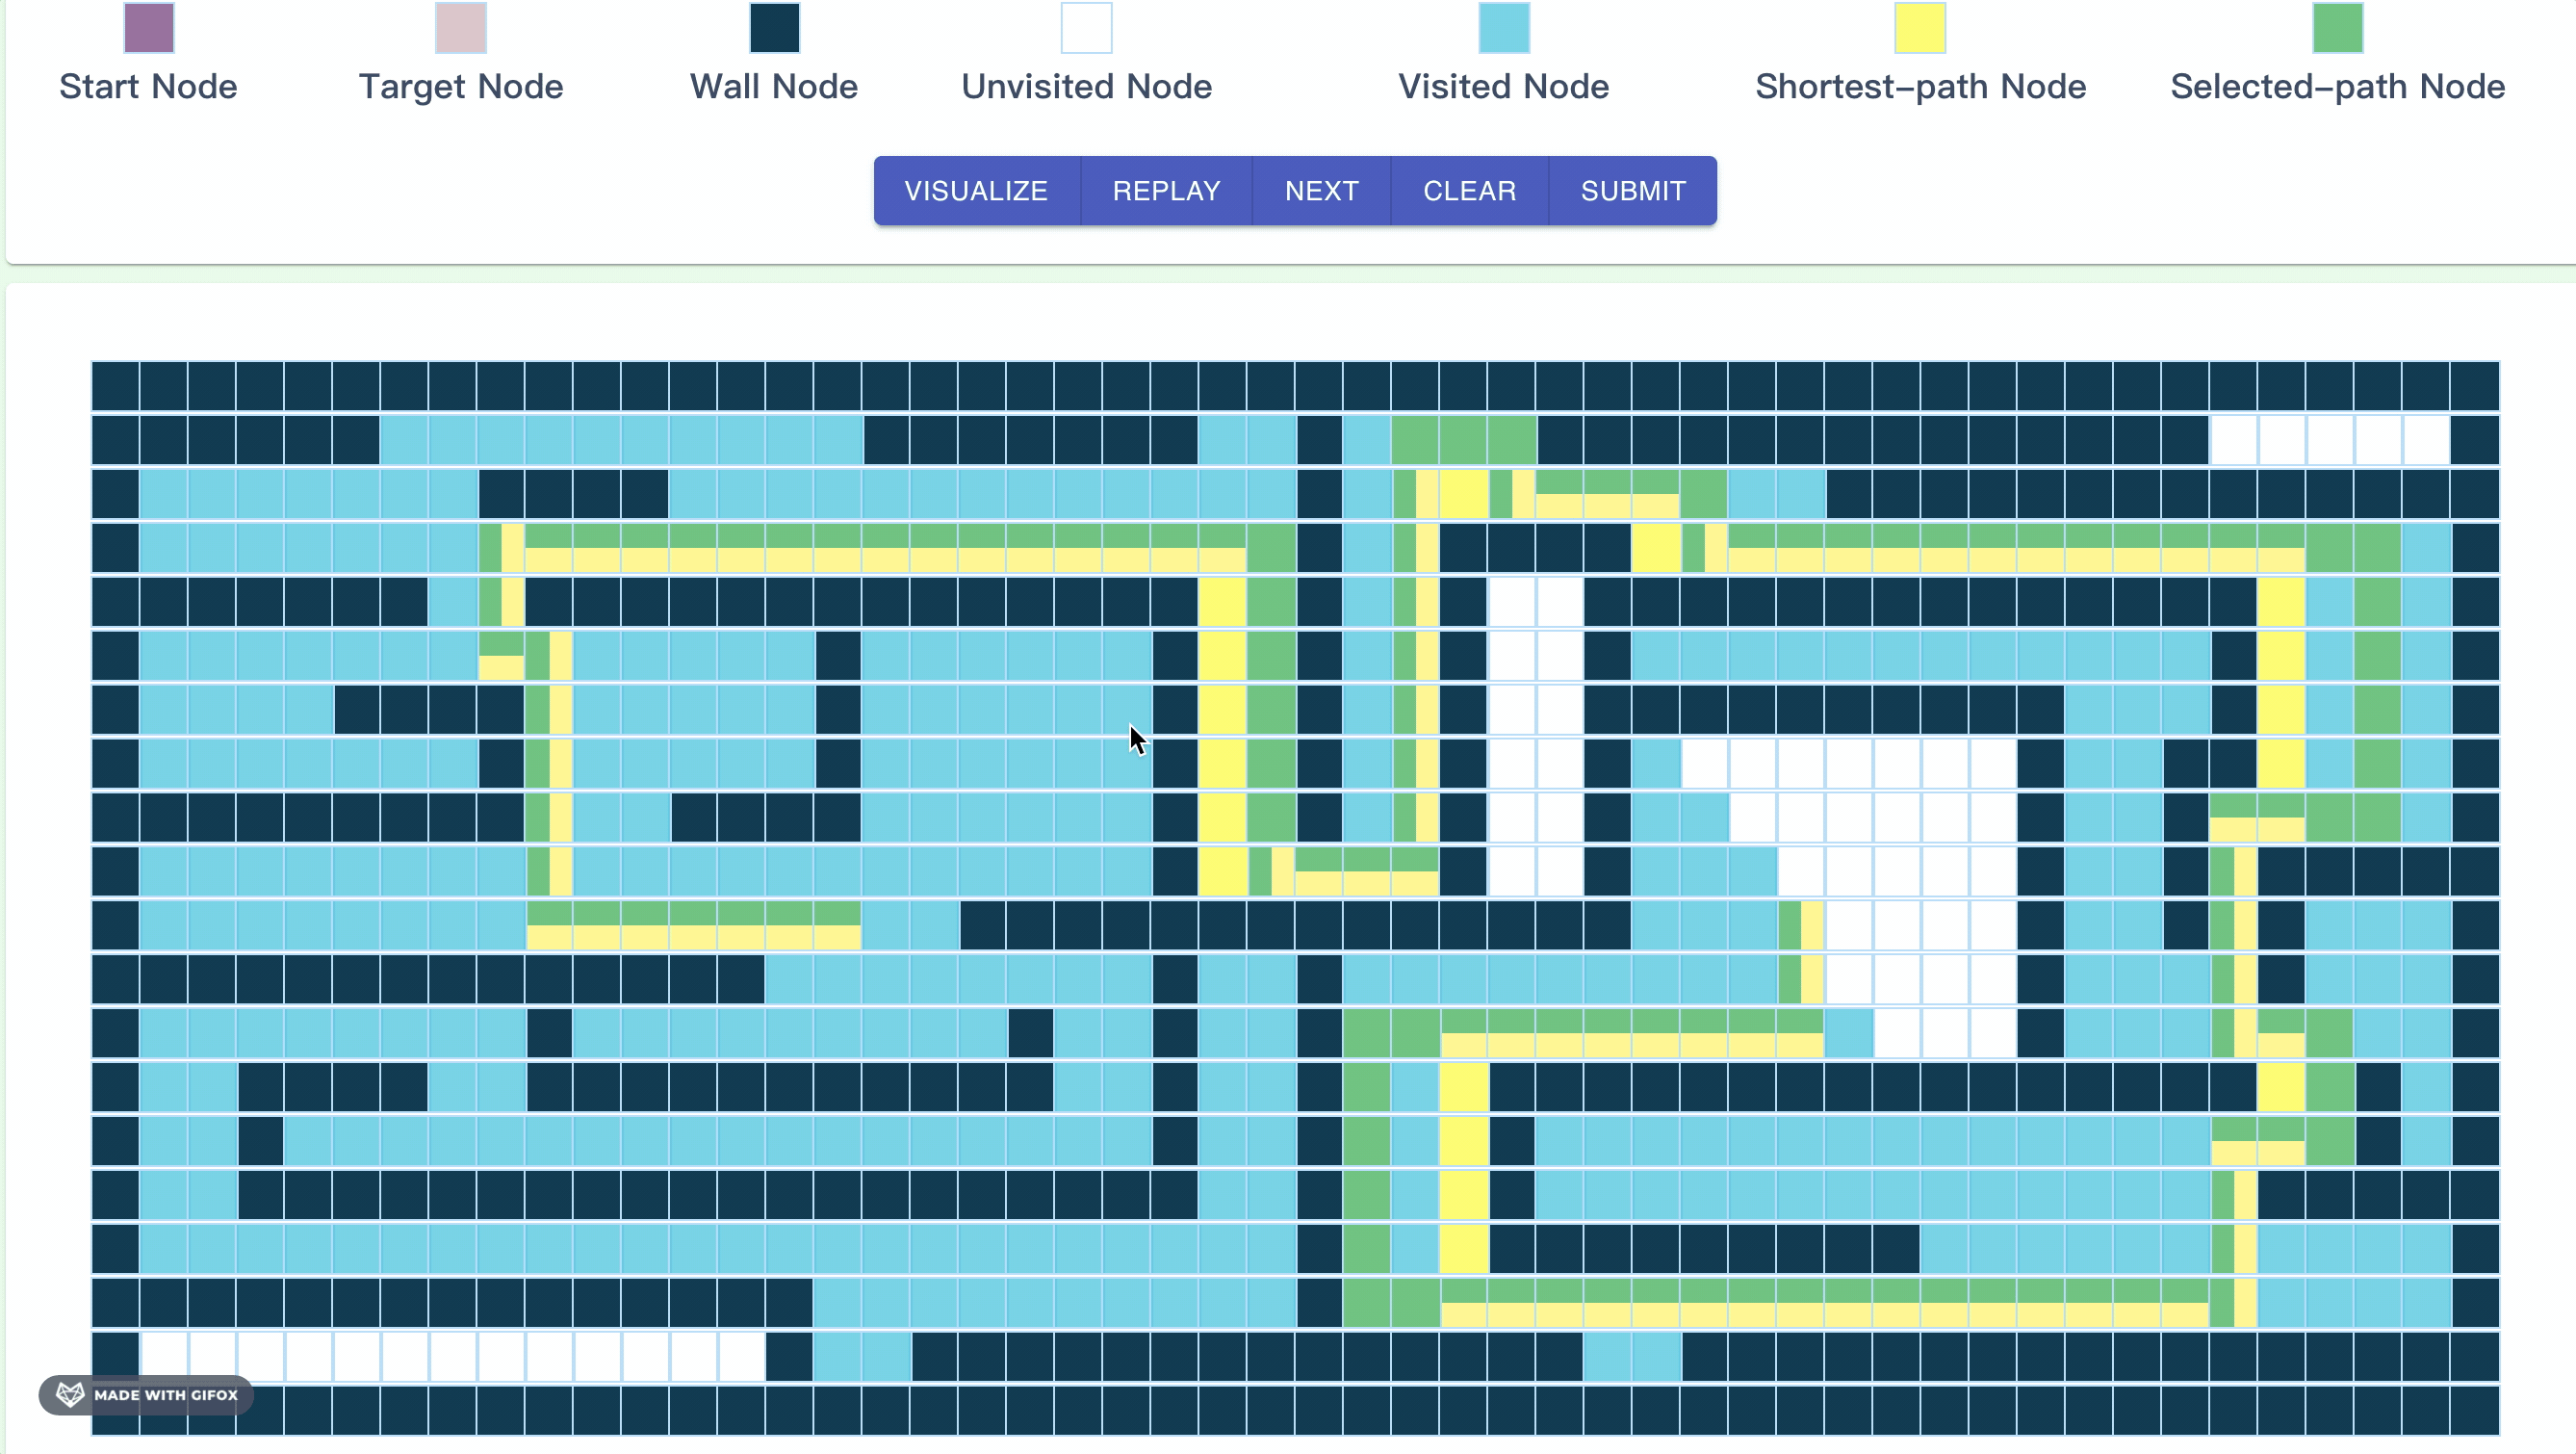 Start Node Target Node Wall Node Unvisited Node Visited Node Shortest-path Node Selected-path Node
VISUALIZE REPLAY NEXT CLEAR SUBMIT
MADE WITH GIFOX